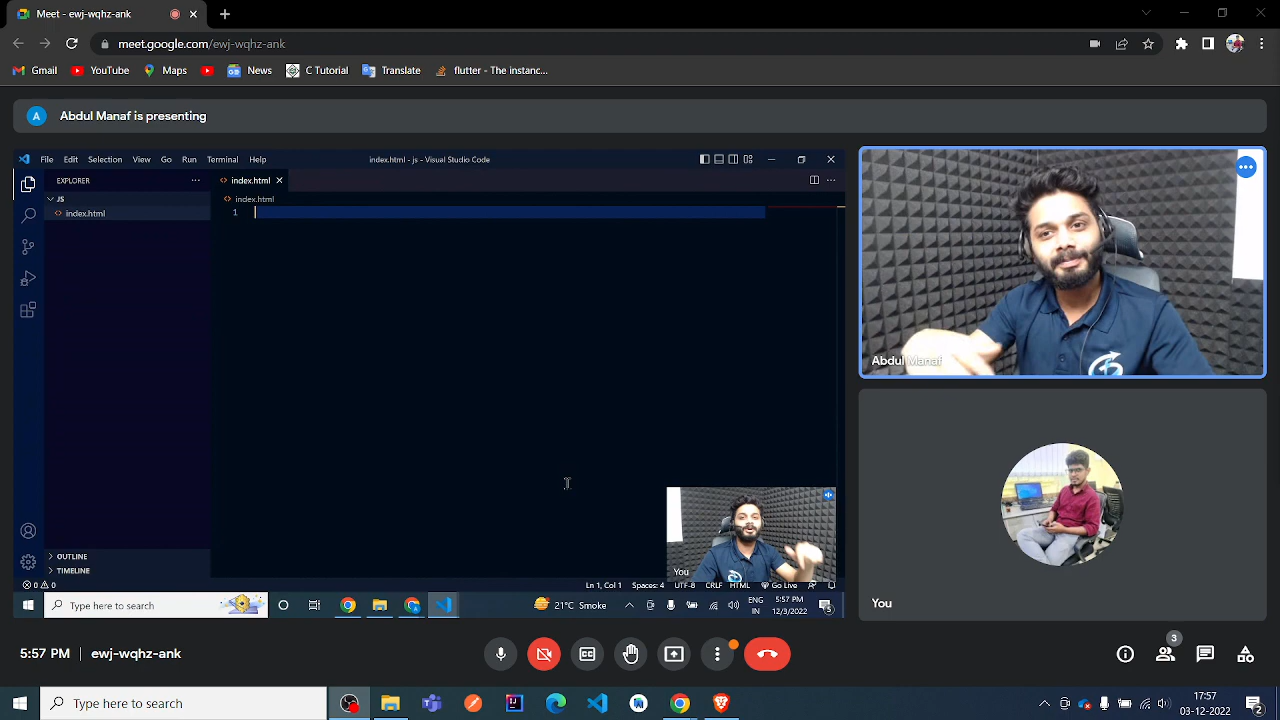 Meet - ewj-wqhz-ank
meet.google.com/ewj-wqhz-ank
Gmail YouTube Maps News C Tutorial Translate flutter - The Instanc...
A Abdul Manaf is presenting
File Edit Selection View Go Run Terminal Help index.html - js - Visual Studio Code
EXPLORER ... index.html
JS index.html
index.html
1
Abdul Manaf
You
OUTLINE
TIMELINE
0 0 Ln 1, Col 1 Spaces: 4 UTF-8 CRLF HTML Go Live
Type here to search 21°C Smoke ENG IN 5:57 PM 12/3/2022
You
5:57 PM | ewj-wqhz-ank 3
Type here to search 17:57
03-12-2022 2